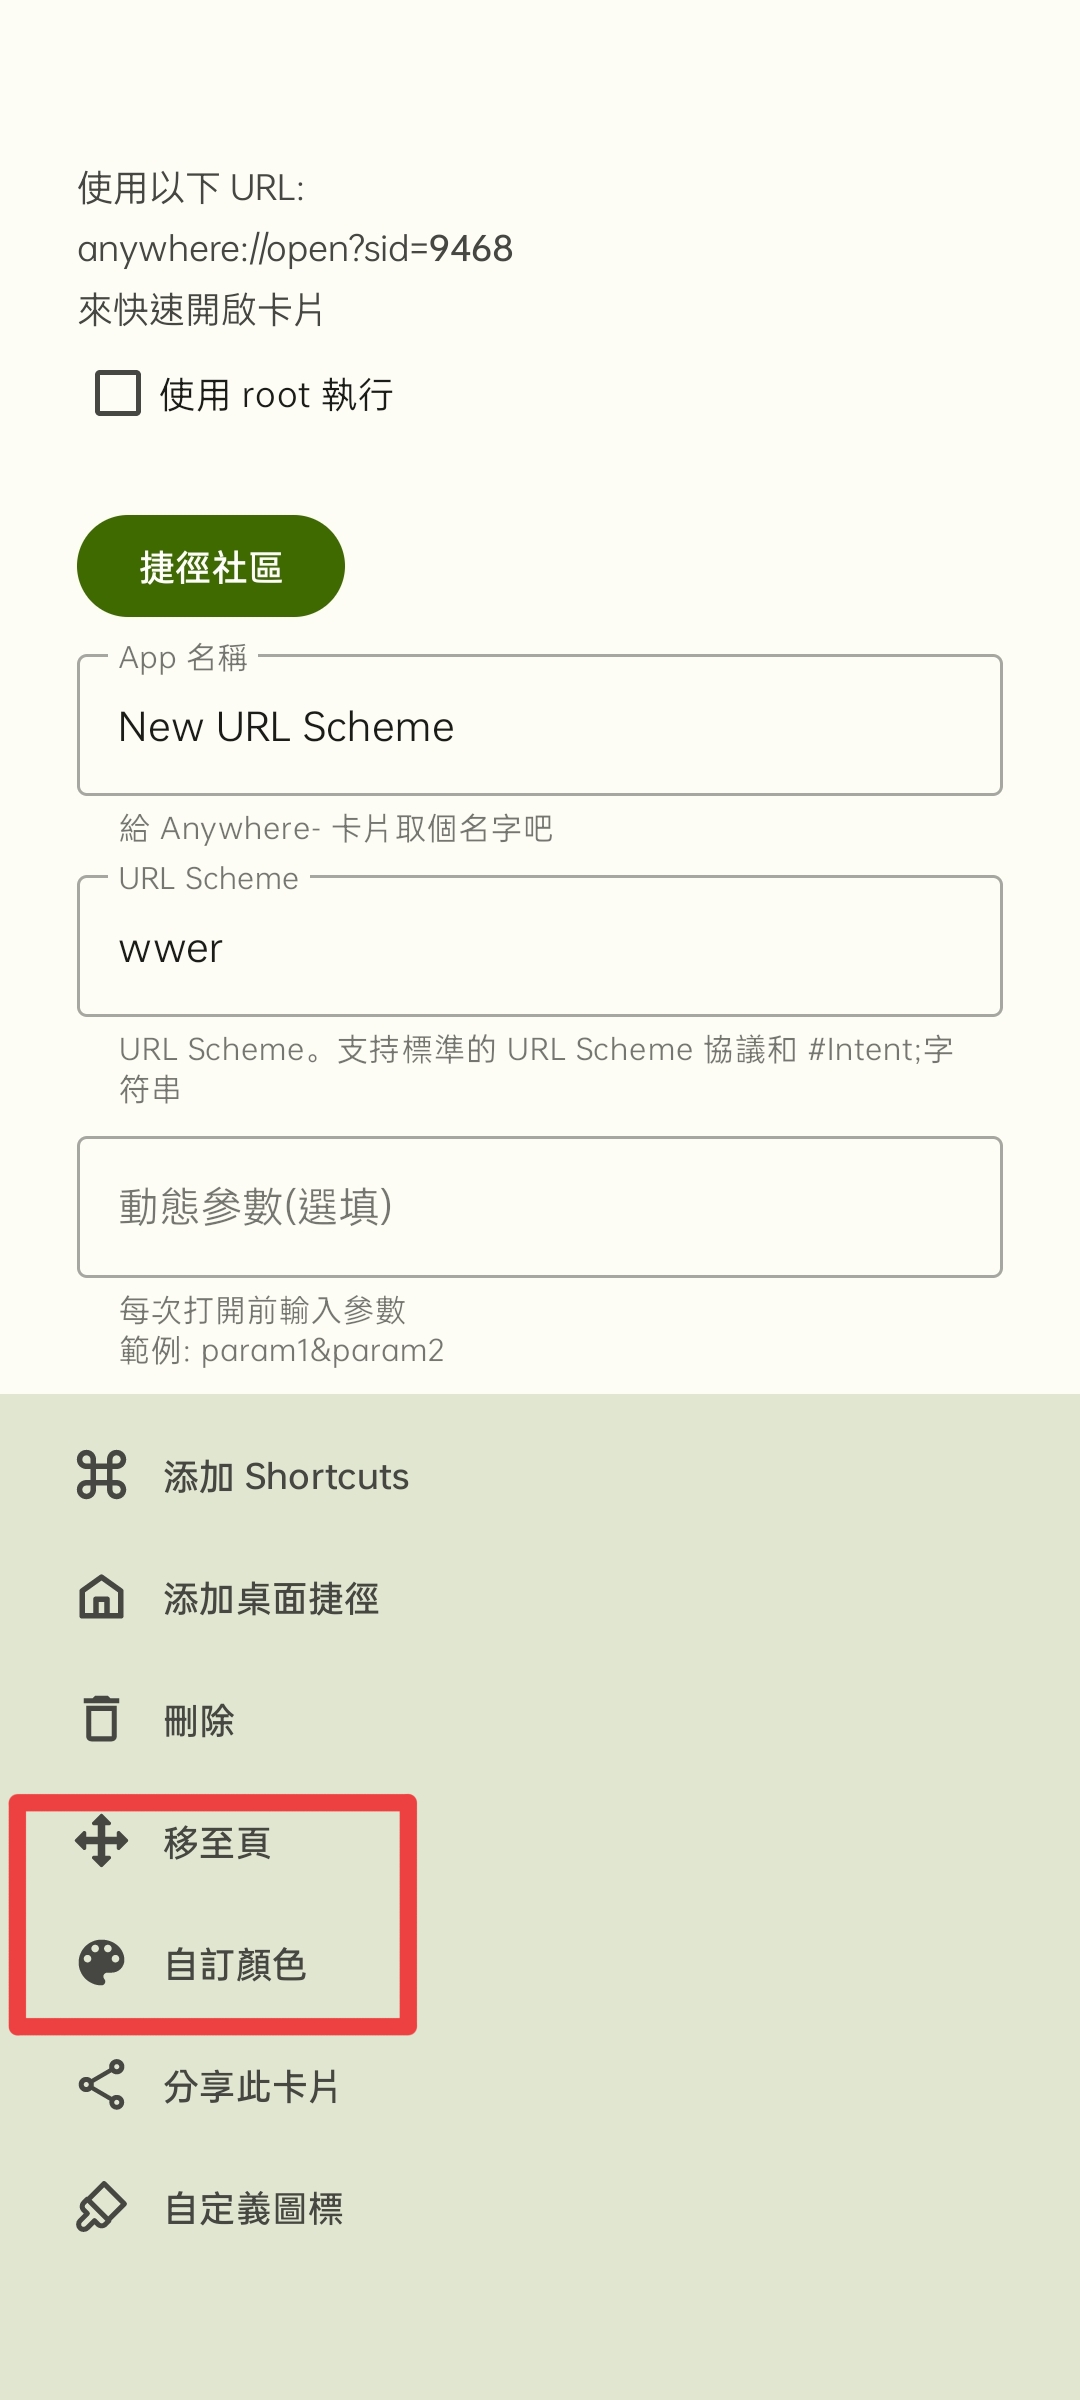 使用以下 URL:
anywhere://open?sid=9468
來快速開啟卡片
使用 root 執行
捷徑社區
App 名稱
New URL Scheme
給 Anywhere- 卡片取個名字吧
URL Scheme
wwer
URL Scheme。支持標準的 URL Scheme 協議和 #Intent;字
符串
動態參數(選填)
每次打開前輸入參數
範例: param1&param2
添加 Shortcuts
添加桌面捷徑
刪除
移至頁
自訂顏色
分享此卡片
自定義圖標